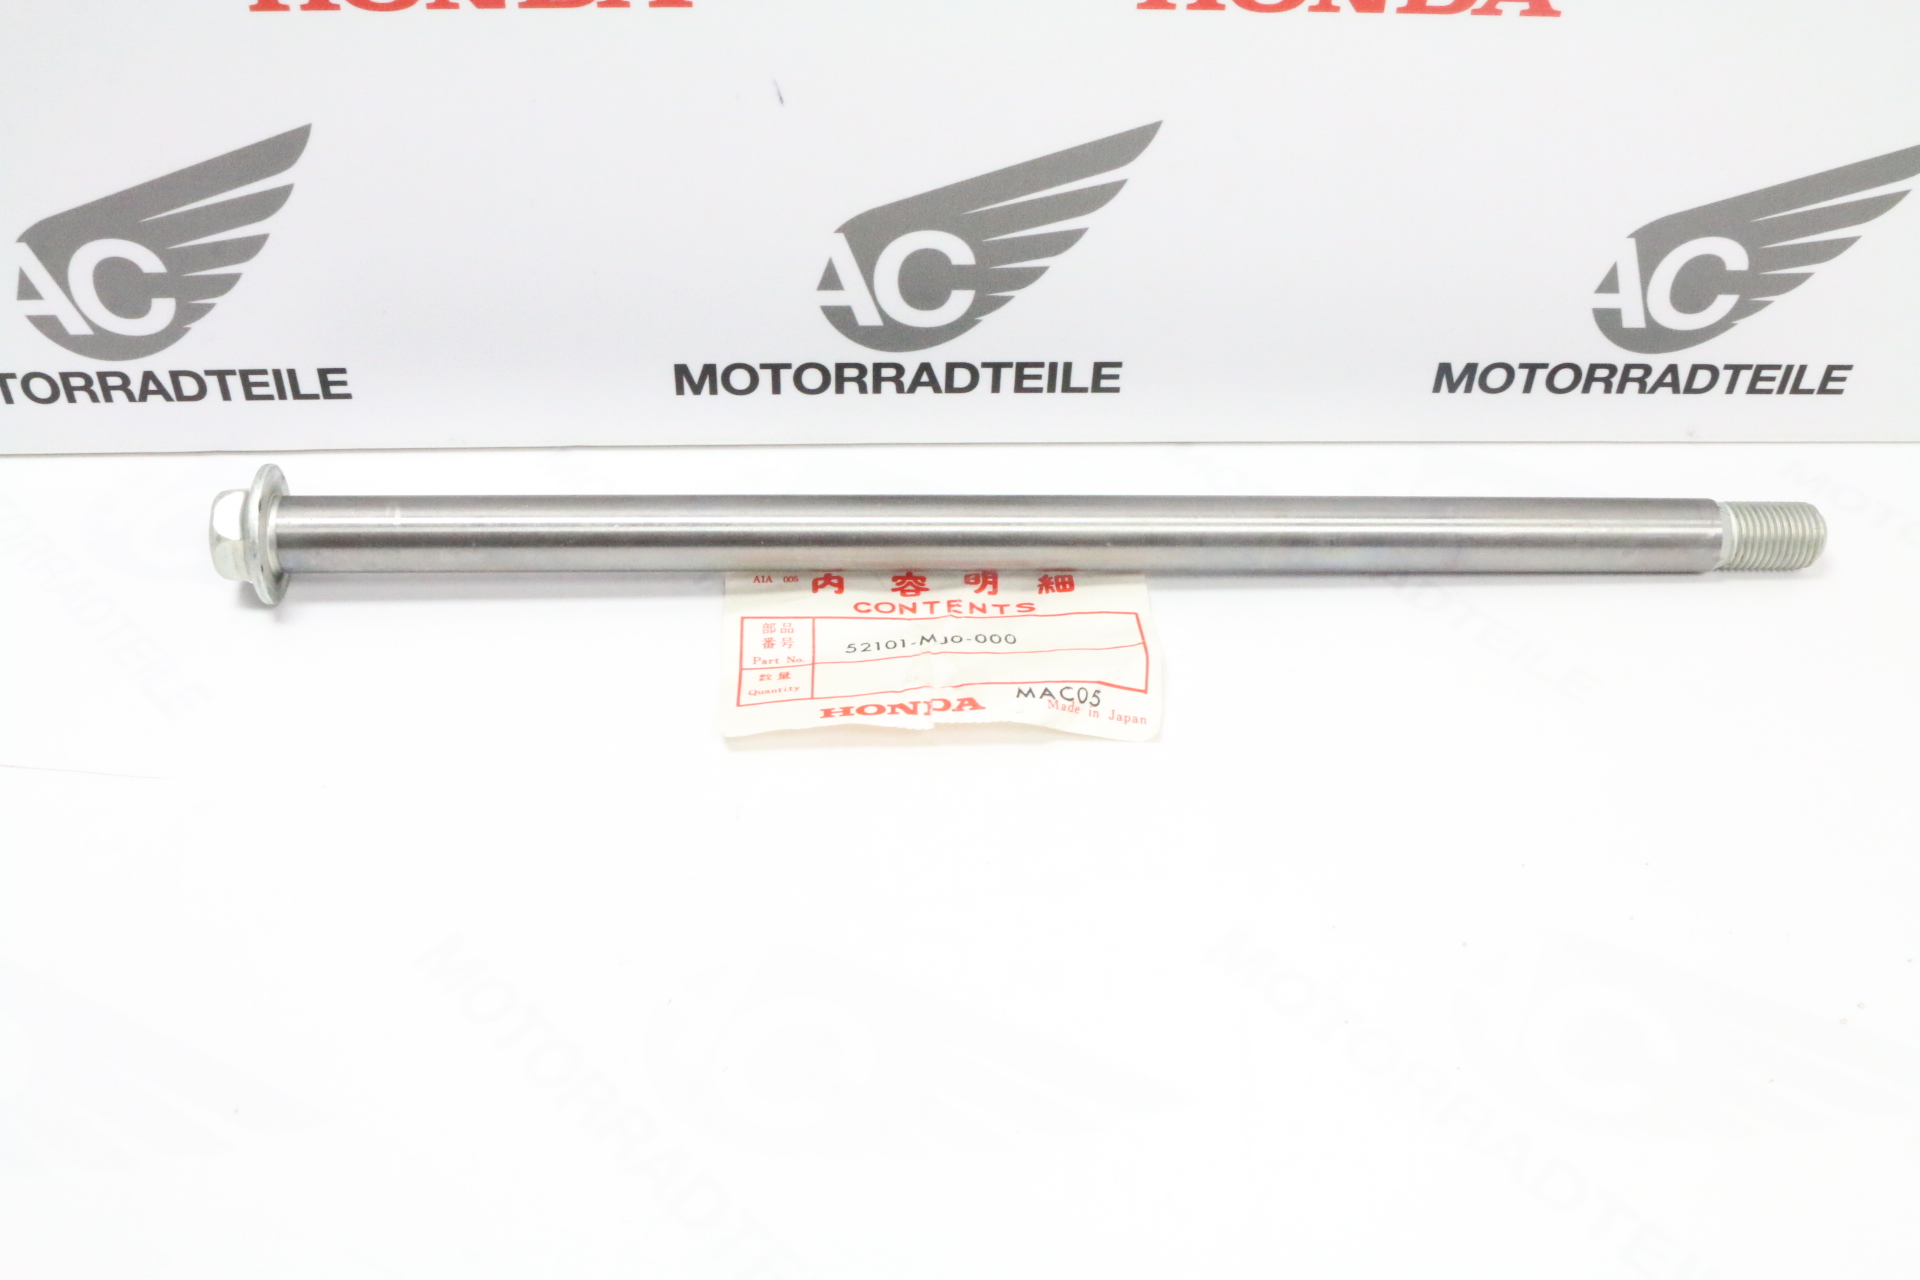 HONDA HONDA
AC AC AC
TORRADTEILE MOTORRADTEILE MOTORRADTEILE
A1A 005 内容明細
CONTENTS
部品
番号
Part No. 52101-MJ0-000
数量
Quantity
HONDA MAC05
Made in Japan